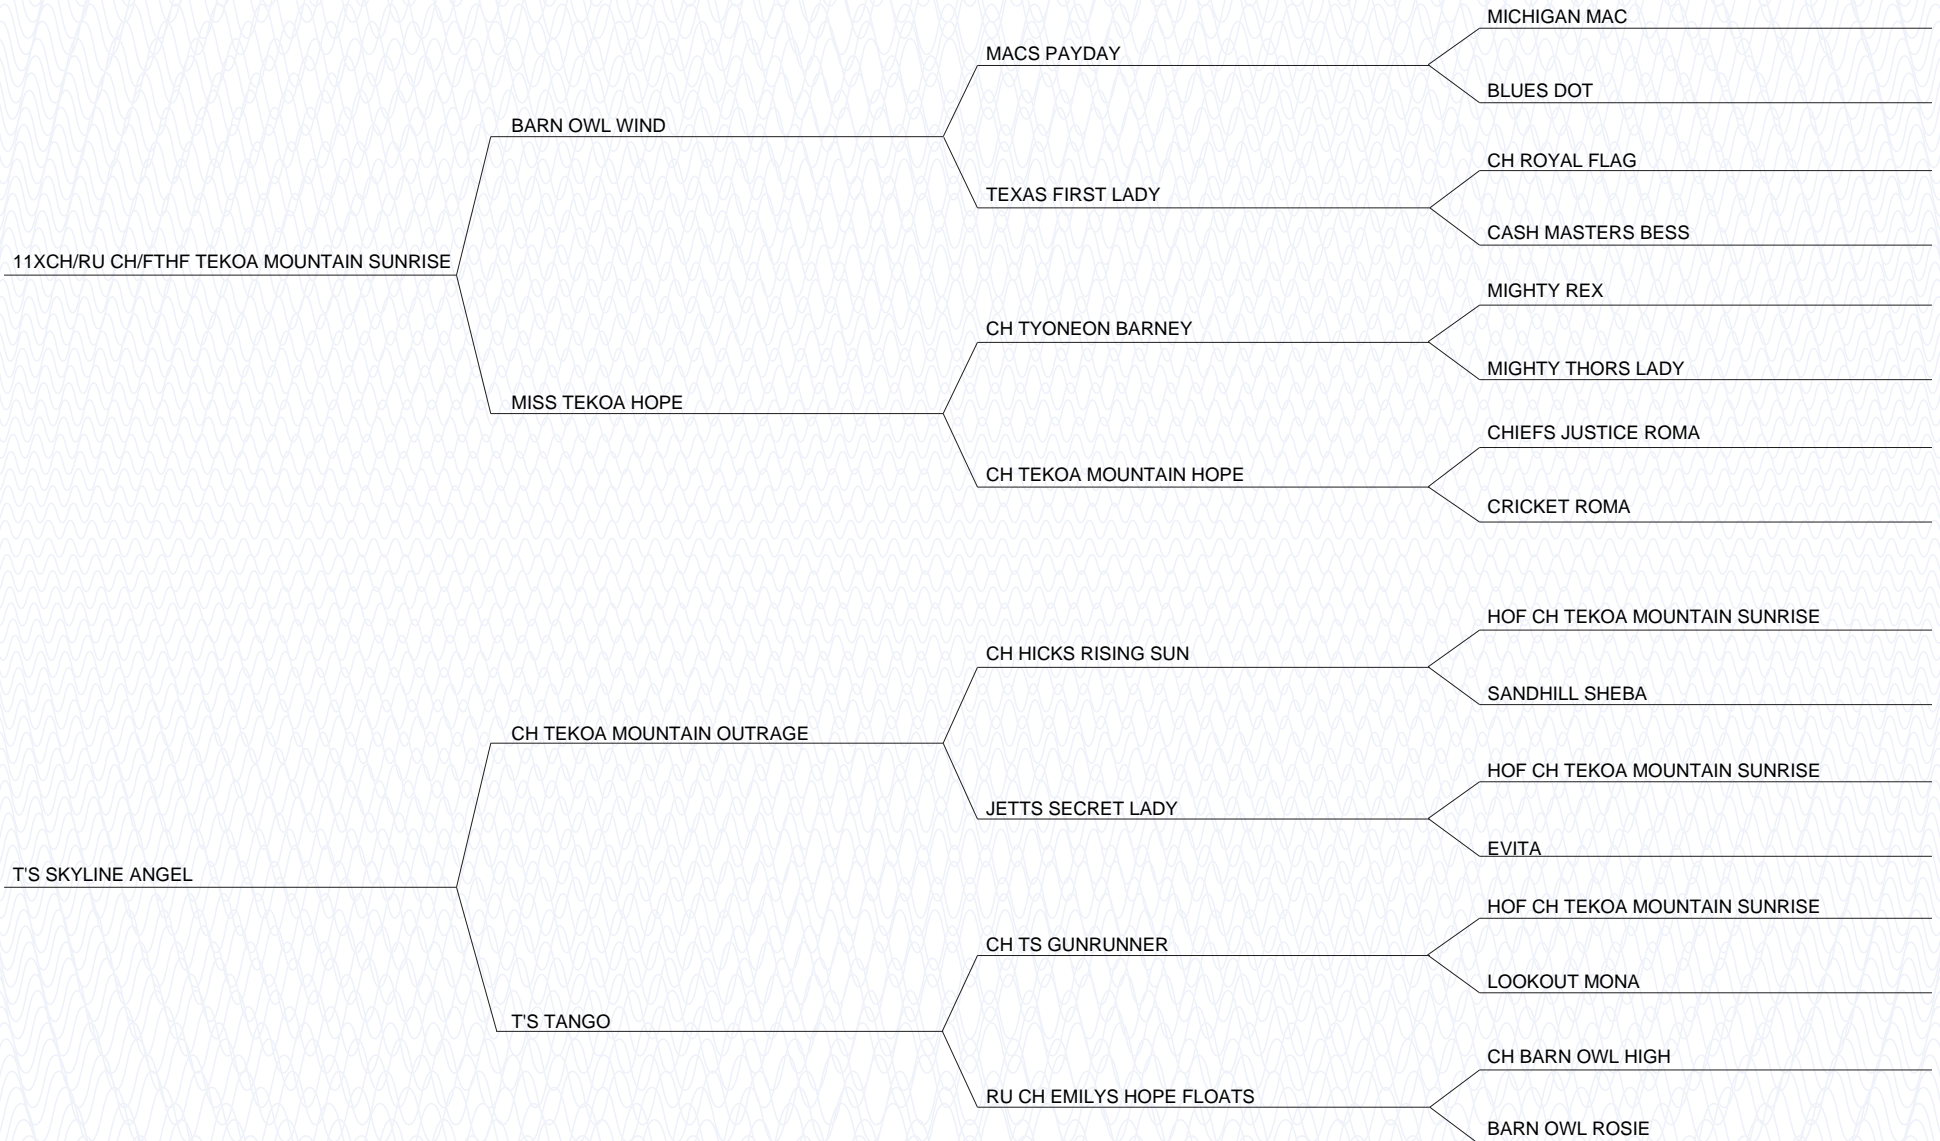 MICHIGAN MAC
MACS PAYDAY
BLUES DOT
BARN OWL WIND
CH ROYAL FLAG
TEXAS FIRST LADY
CASH MASTERS BESS
11XCH/RU CH/FTHF TEKOA MOUNTAIN SUNRISE
MIGHTY REX
CH TYONEON BARNEY
MIGHTY THORS LADY
MISS TEKOA HOPE
CHIEFS JUSTICE ROMA
CH TEKOA MOUNTAIN HOPE
CRICKET ROMA
HOF CH TEKOA MOUNTAIN SUNRISE
CH HICKS RISING SUN
SANDHILL SHEBA
CH TEKOA MOUNTAIN OUTRAGE
HOF CH TEKOA MOUNTAIN SUNRISE
JETTS SECRET LADY
EVITA
T'S SKYLINE ANGEL
HOF CH TEKOA MOUNTAIN SUNRISE
CH TS GUNRUNNER
LOOKOUT MONA
T'S TANGO
CH BARN OWL HIGH
RU CH EMILYS HOPE FLOATS
BARN OWL ROSIE